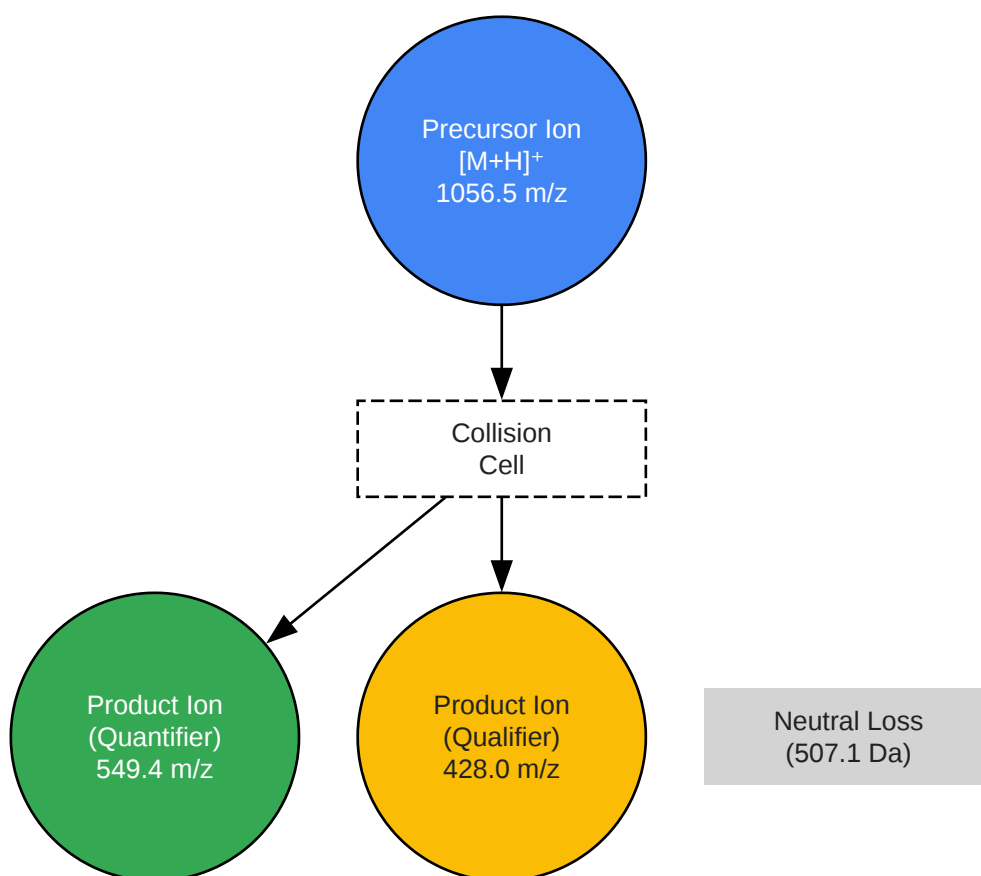 Precursor Ion
[M+H]⁺
1056.5 m/z
Collision
Cell
Product Ion
(Quantifier)
549.4 m/z
Product Ion
(Qualifier)
428.0 m/z
Neutral Loss
(507.1 Da)